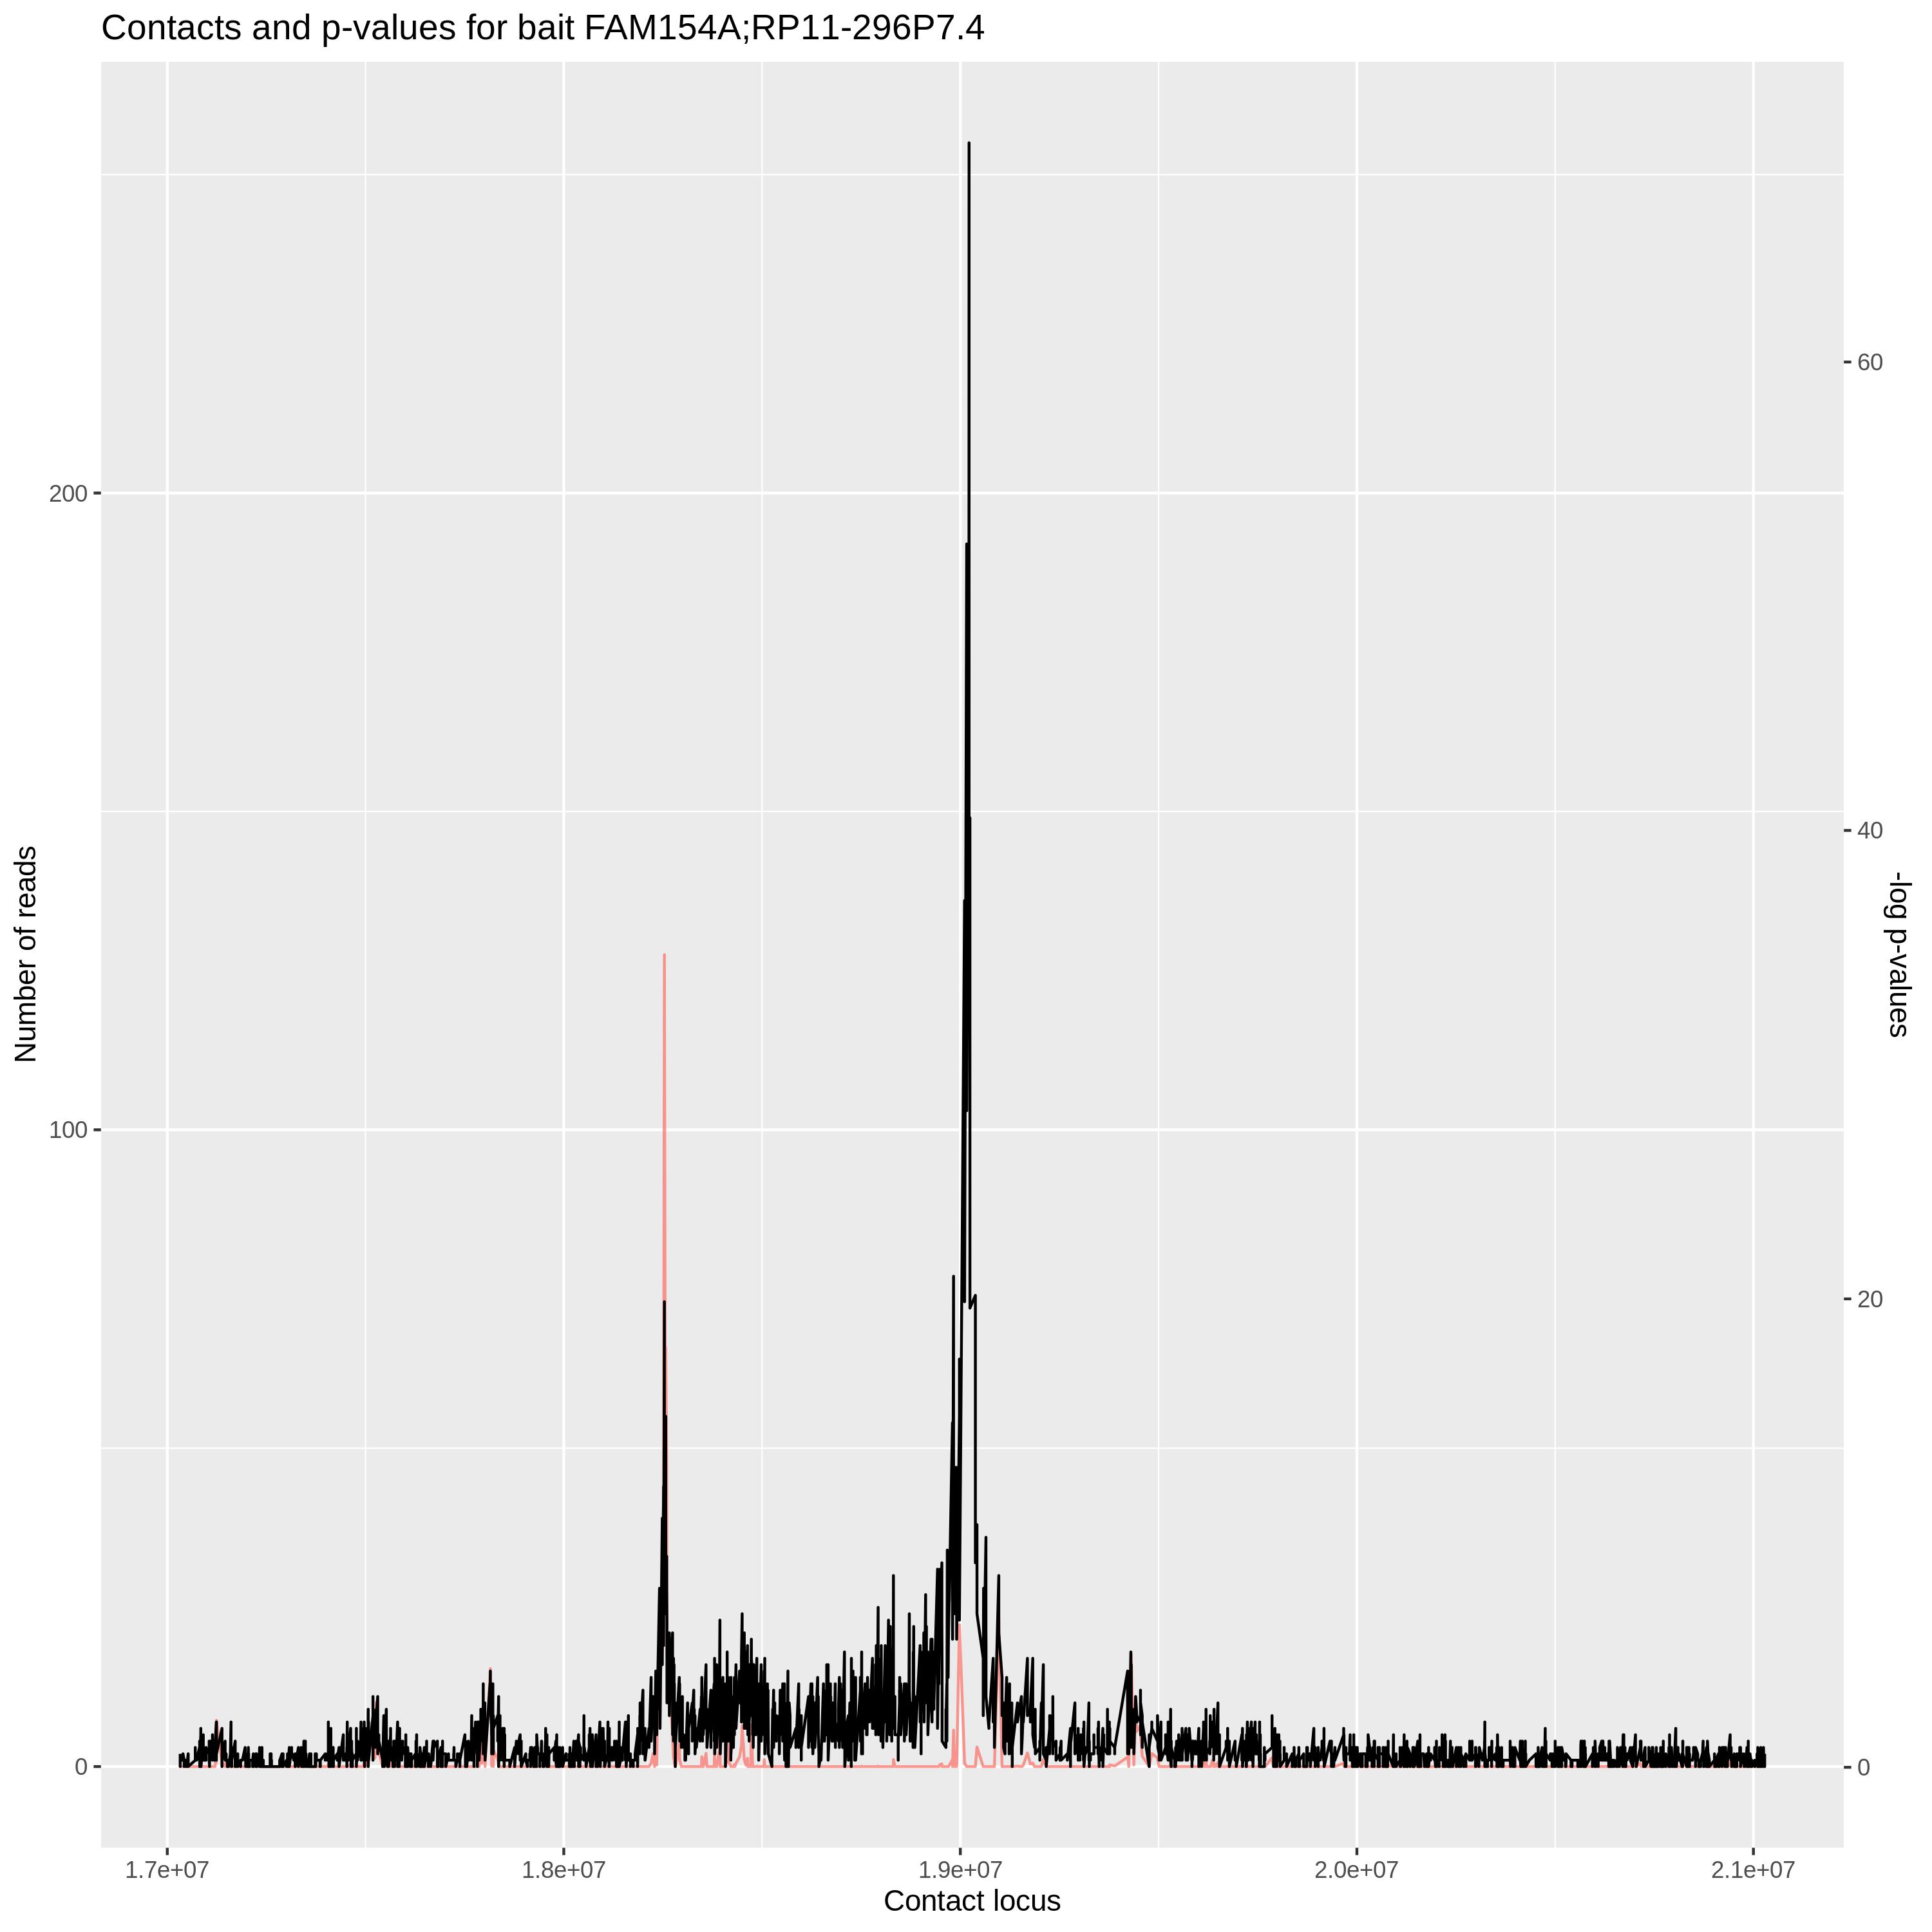 Contacts and p-values for bait FAM154A;RP11-296P7.4
Number of reads
200
100
0
60
40
20
0
-log p-values
1.7e+07
1.8e+07
1.9e+07
2.0e+07
2.1e+07
Contact locus